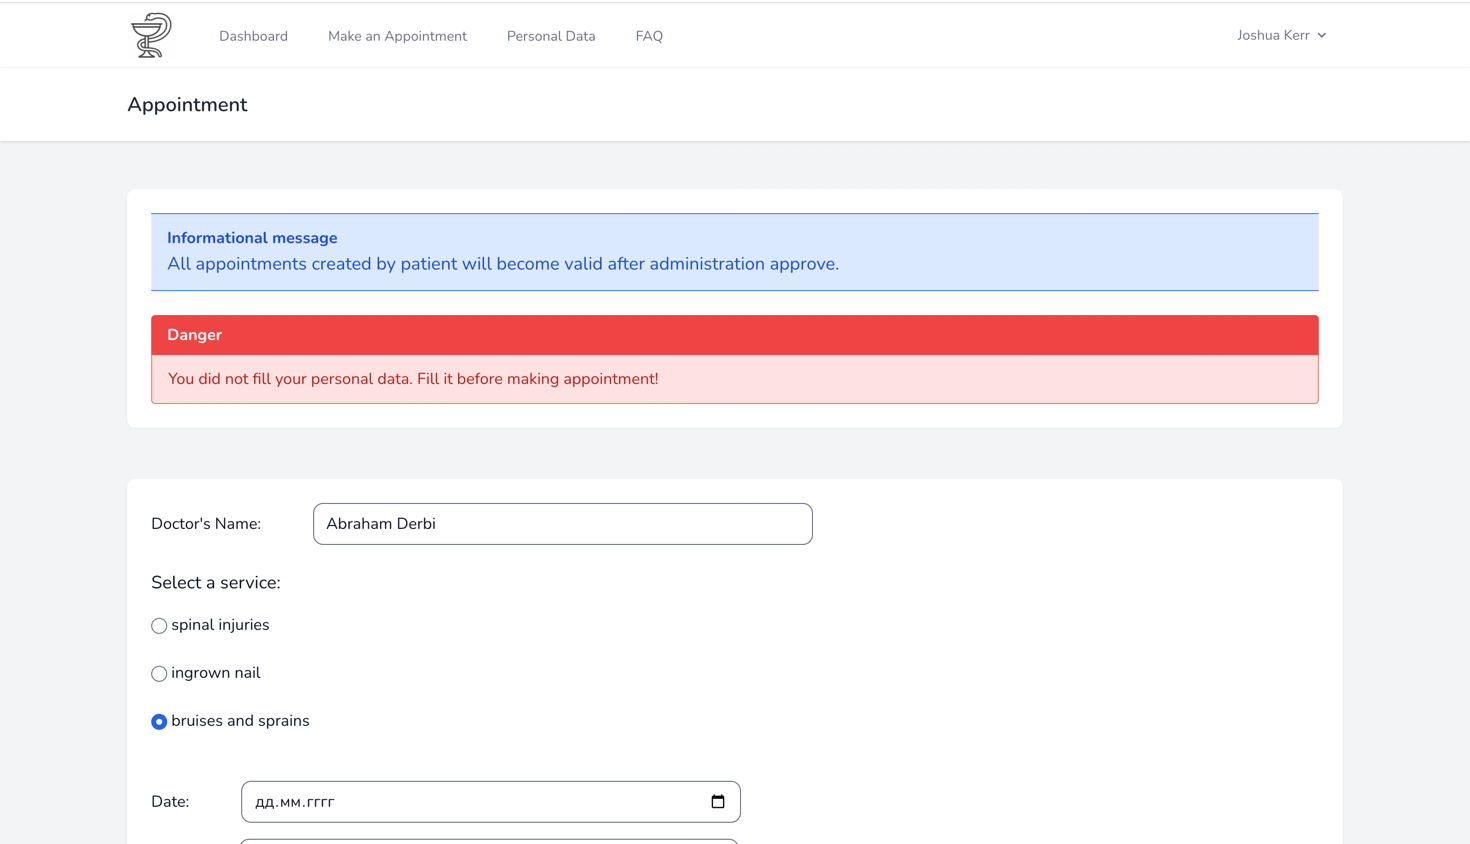 Dashboard Make an Appointment Personal Data FAQ Joshua Kerr
Appointment
Informational message
All appointments created by patient will become valid after administration approve.
Danger
You did not fill your personal data. Fill it before making appointment!
Doctor's Name: Abraham Derbi
Select a service:
spinal injuries
ingrown nail
bruises and sprains
Date: дд.мм.гггг